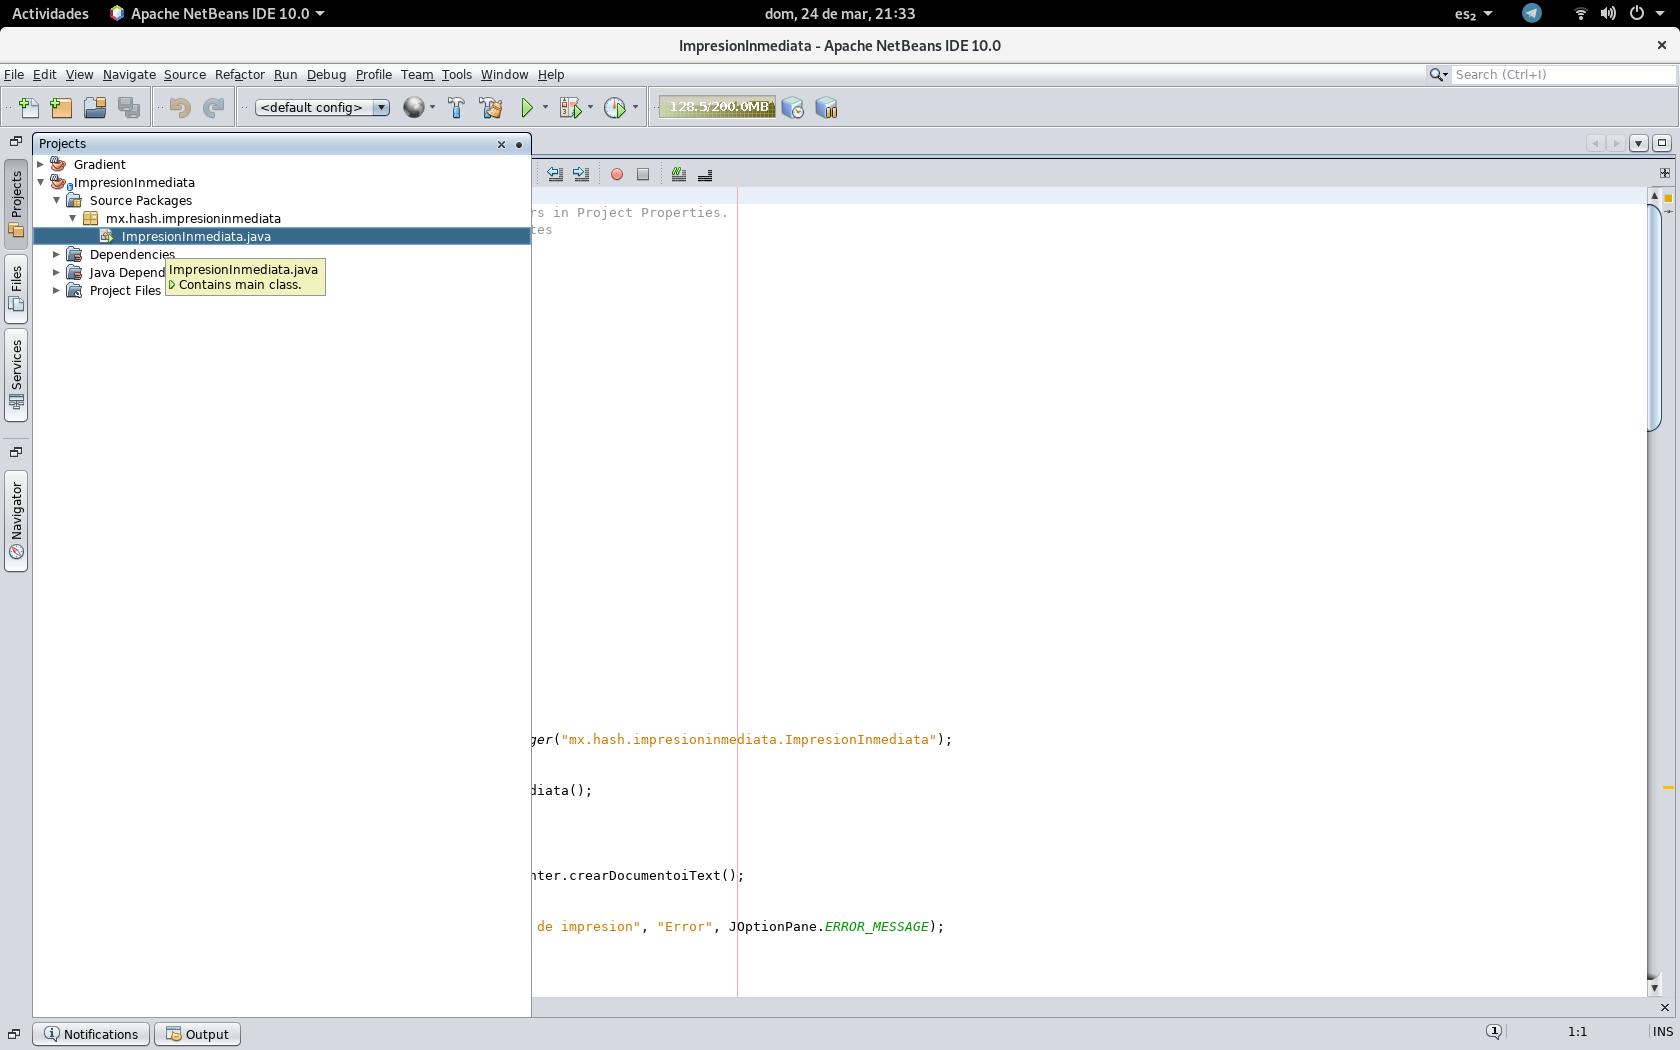 Actividades Apache NetBeans IDE 10.0 dom, 24 de mar, 21:33 es₂
ImpresionInmediata - Apache NetBeans IDE 10.0
File Edit View Navigate Source Refactor Run Debug Profile Team Tools Window Help Search (Ctrl+I)
<default config> 128.5/200.0MB
Projects
Gradient
ImpresionInmediata
Source Packages
mx.hash.impresioninmediata
ImpresionInmediata.java
Dependencies
Java Depend
Project Files
ImpresionInmediata.java
Contains main class.
Projects
Files
Services
Navigator
rs in Project Properties.
tes
ger("mx.hash.impresioninmediata.ImpresionInmediata");
diata();
nter.crearDocumentoiText();
de impresion", "Error", JOptionPane.ERROR_MESSAGE);
Notifications Output 1:1 INS